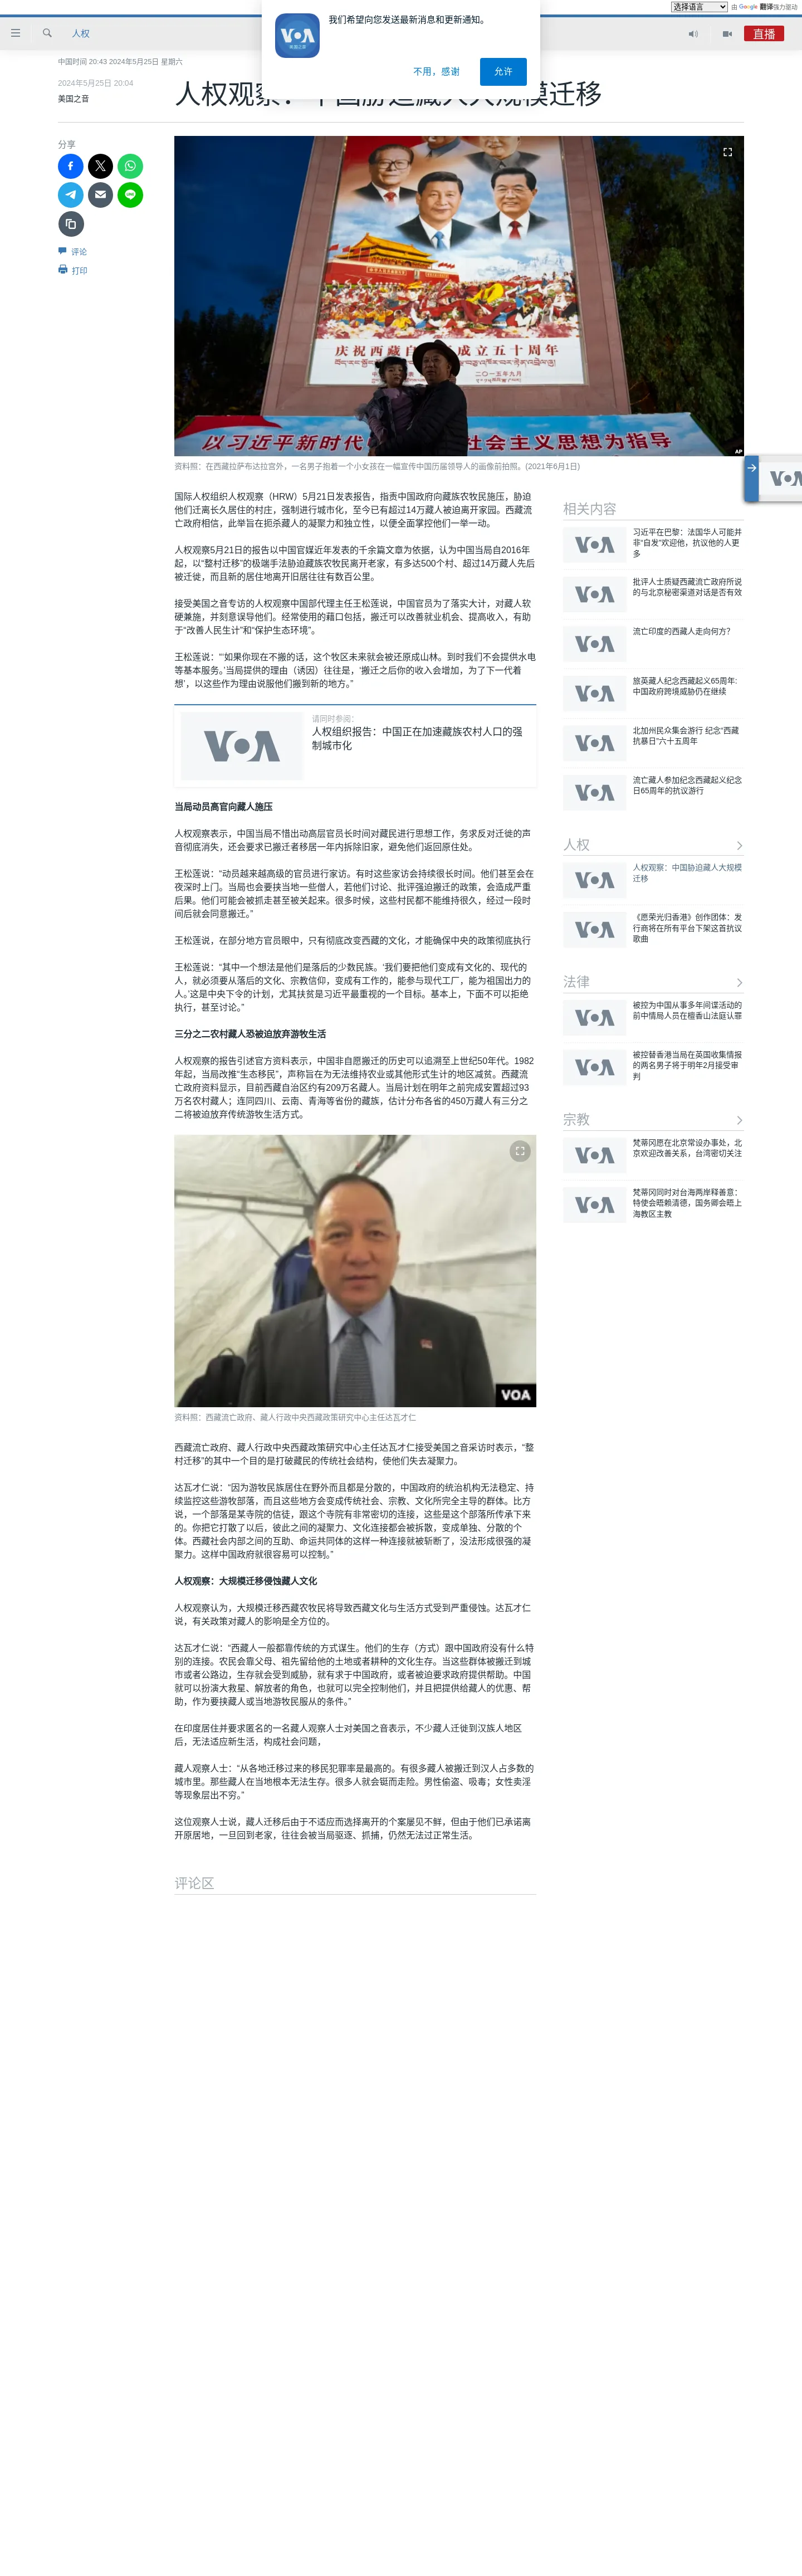 选择语言 由 Google 翻译强力驱动
VOA
美国之音
我们希望向您发送最新消息和更新通知。
不用，感谢
允许
人权
直播
中国时间 20:43 2024年5月25日 星期六
2024年5月25日 20:04
美国之音
分享
评论
打印
庆祝西藏自
成立五十周年
二〇一五年九月
以习近平新时代
社会主义思想为指导
AP
资料照：在西藏拉萨布达拉宫外，一名男子抱着一个小女孩在一幅宣传中国历届领导人的画像前拍照。(2021年6月1日)
国际人权组织人权观察（HRW）5月21日发表报告，指责中国政府向藏族农牧民施压，胁迫
他们迁离长久居住的村庄，强制进行城市化，至今已有超过14万藏人被迫离开家园。西藏流
亡政府相信，此举旨在扼杀藏人的凝聚力和独立性，以便全面掌控他们一举一动。
人权观察5月21日的报告以中国官媒近年发表的千余篇文章为依据，认为中国当局自2016年
起，以“整村迁移”的极端手法胁迫藏族农牧民离开老家，有多达500个村、超过14万藏人先后
被迁徙，而且新的居住地离开旧居往往有数百公里。
接受美国之音专访的人权观察中国部代理主任王松莲说，中国官员为了落实大计，对藏人软
硬兼施，并刻意误导他们。经常使用的藉口包括，搬迁可以改善就业机会、提高收入，有助
于“改善人民生计”和“保护生态环境”。
王松莲说：“‘如果你现在不搬的话，这个牧区未来就会被还原成山林。到时我们不会提供水电
等基本服务。’当局提供的理由（诱因）往往是，‘搬迁之后你的收入会增加，为了下一代着
想’，以这些作为理由说服他们搬到新的地方。”
VOA
请同时参阅：
人权组织报告：中国正在加速藏族农村人口的强
制城市化
当局动员高官向藏人施压
人权观察表示，中国当局不惜出动高层官员长时间对藏民进行思想工作，务求反对迁徙的声
音彻底消失，还会要求已搬迁者移居一年内拆除旧家，避免他们返回原住处。
王松莲说：“动员越来越高级的官员进行家访。有时这些家访会持续很长时间。他们甚至会在
夜深时上门。当局也会要挟当地一些僧人，若他们讨论、批评强迫搬迁的政策，会造成严重
后果。他们可能会被抓走甚至被关起来。很多时候，这些村民都不能维持很久，经过一段时
间后就会同意搬迁。”
王松莲说，在部分地方官员眼中，只有彻底改变西藏的文化，才能确保中央的政策彻底执行
王松莲说：“其中一个想法是他们是落后的少数民族。‘我们要把他们变成有文化的、现代的
人，就必须要从落后的文化、宗教信仰，变成有工作的，能参与现代工厂，能为祖国出力的
人。’这是中央下令的计划，尤其扶贫是习近平最重视的一个目标。基本上，下面不可以拒绝
执行，甚至讨论。”
三分之二农村藏人恐被迫放弃游牧生活
人权观察的报告引述官方资料表示，中国非自愿搬迁的历史可以追溯至上世纪50年代。1982
年起，当局改推“生态移民”，声称旨在为无法维持农业或其他形式生计的地区减贫。西藏流
亡政府资料显示，目前西藏自治区约有209万名藏人。当局计划在明年之前完成安置超过93
万名农村藏人；连同四川、云南、青海等省份的藏族，估计分布各省的450万藏人有三分之
二将被迫放弃传统游牧生活方式。
VOA
资料照：西藏流亡政府、藏人行政中央西藏政策研究中心主任达瓦才仁
西藏流亡政府、藏人行政中央西藏政策研究中心主任达瓦才仁接受美国之音采访时表示，“整
村迁移”的其中一个目的是打破藏民的传统社会结构，使他们失去凝聚力。
达瓦才仁说：“因为游牧民族居住在野外而且都是分散的，中国政府的统治机构无法稳定、持
续监控这些游牧部落，而且这些地方会变成传统社会、宗教、文化所完全主导的群体。比方
说，一个部落是某寺院的信徒，跟这个寺院有非常密切的连接，这些是这个部落所传承下来
的。你把它打散了以后，彼此之间的凝聚力、文化连接都会被拆散，变成单独、分散的个
体。西藏社会内部之间的互助、命运共同体的这样一种连接就被斩断了，没法形成很强的凝
聚力。这样中国政府就很容易可以控制。”
人权观察：大规模迁移侵蚀藏人文化
人权观察认为，大规模迁移西藏农牧民将导致西藏文化与生活方式受到严重侵蚀。达瓦才仁
说，有关政策对藏人的影响是全方位的。
达瓦才仁说：“西藏人一般都靠传统的方式谋生。他们的生存（方式）跟中国政府没有什么特
别的连接。农民会靠父母、祖先留给他的土地或者耕种的文化生存。当这些群体被搬迁到城
市或者公路边，生存就会受到威胁，就有求于中国政府，或者被迫要求政府提供帮助。中国
就可以扮演大救星、解放者的角色，也就可以完全控制他们，并且把提供给藏人的优惠、帮
助，作为要挟藏人或当地游牧民服从的条件。”
在印度居住并要求匿名的一名藏人观察人士对美国之音表示，不少藏人迁徙到汉族人地区
后，无法适应新生活，构成社会问题，
藏人观察人士：“从各地迁移过来的移民犯罪率是最高的。有很多藏人被搬迁到汉人占多数的
城市里。那些藏人在当地根本无法生存。很多人就会铤而走险。男性偷盗、吸毒；女性卖淫
等现象层出不穷。”
这位观察人士说，藏人迁移后由于不适应而选择离开的个案屡见不鲜，但由于他们已承诺离
开原居地，一旦回到老家，往往会被当局驱逐、抓捕，仍然无法过正常生活。
评论区
相关内容
VOA
习近平在巴黎：法国华人可能并
非“自发”欢迎他，抗议他的人更
多
VOA
批评人士质疑西藏流亡政府所说
的与北京秘密渠道对话是否有效
VOA
流亡印度的西藏人走向何方？
VOA
旅英藏人纪念西藏起义65周年:
中国政府跨境威胁仍在继续
VOA
北加州民众集会游行 纪念“西藏
抗暴日”六十五周年
VOA
流亡藏人参加纪念西藏起义纪念
日65周年的抗议游行
人权
VOA
人权观察：中国胁迫藏人大规模
迁移
VOA
《愿荣光归香港》创作团体：发
行商将在所有平台下架这首抗议
歌曲
法律
VOA
被控为中国从事多年间谍活动的
前中情局人员在檀香山法庭认罪
VOA
被控替香港当局在英国收集情报
的两名男子将于明年2月接受审
判
宗教
VOA
梵蒂冈愿在北京常设办事处，北
京欢迎改善关系，台湾密切关注
VOA
梵蒂冈同时对台海两岸释善意：
特使会晤赖清德，国务卿会晤上
海教区主教